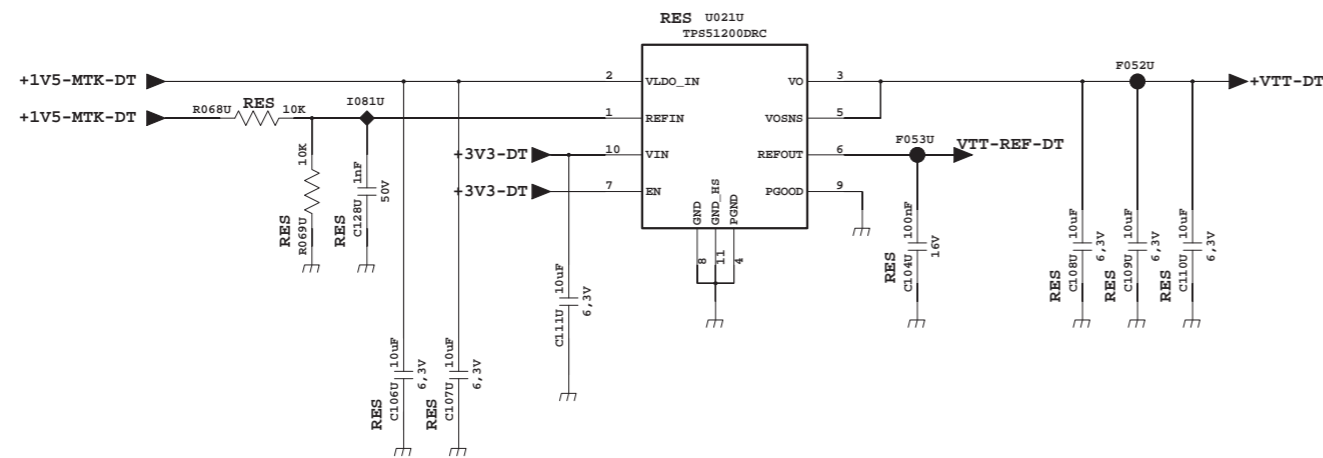 RES U021U
TPS51200DRC
+1V5-MTK-DT
2 VLDO_IN
VO 3
F052U
+VTT-DT
+1V5-MTK-DT
R068U RES 10K
I081U
1 REFIN
VOSNS 5
+3V3-DT
10 VIN
REFOUT 6
F053U
VTT-REF-DT
+3V3-DT
7 EN
PGOOD 9
GND
GND_HS
PGND
8
11
4
RES
R069U 10K
RES
C128U 1nF
50V
RES
C106U 10uF
6,3V
RES
C107U 10uF
6,3V
C111U 10uF
6,3V
RES
C104U 100nF
16V
RES
C108U 10uF
6,3V
RES
C109U 10uF
6,3V
RES
C110U 10uF
6,3V